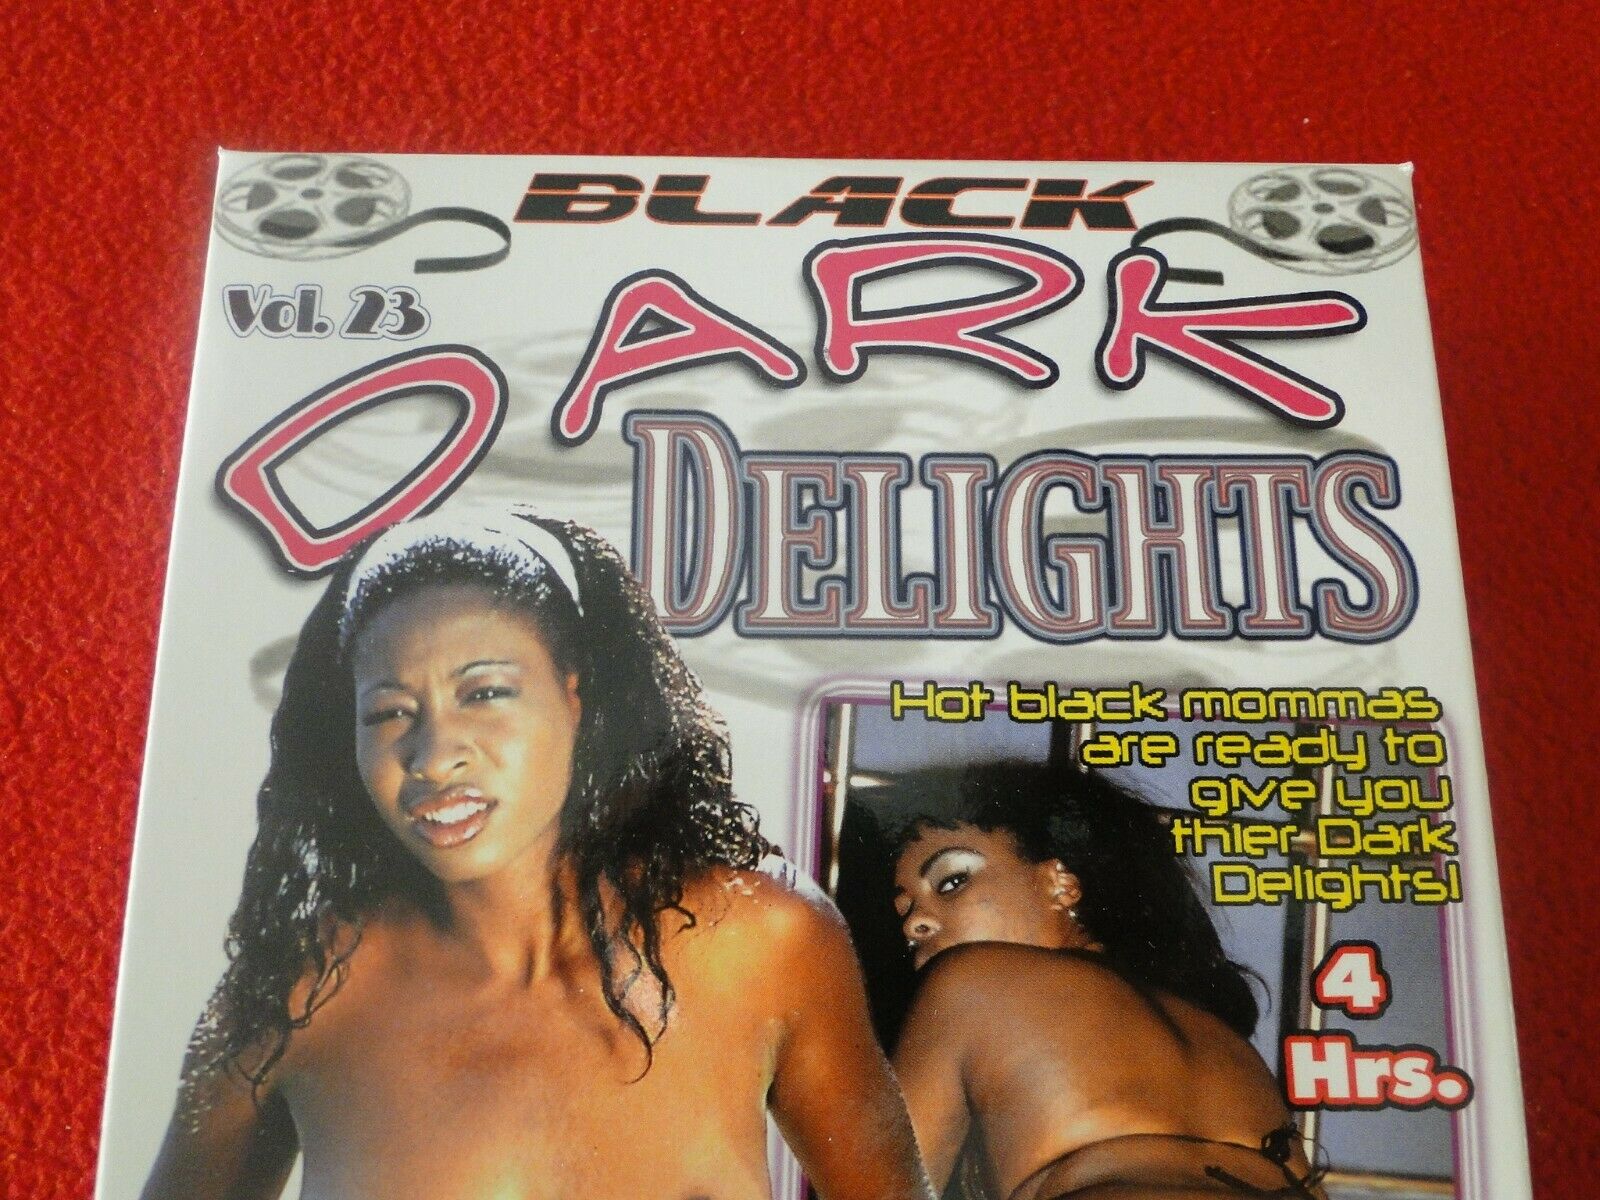 BLACK
Vol. 23
DARK
DELIGHTS
Hot black mommas
are ready to
give you
thier Dark
Delights!
4
Hrs.